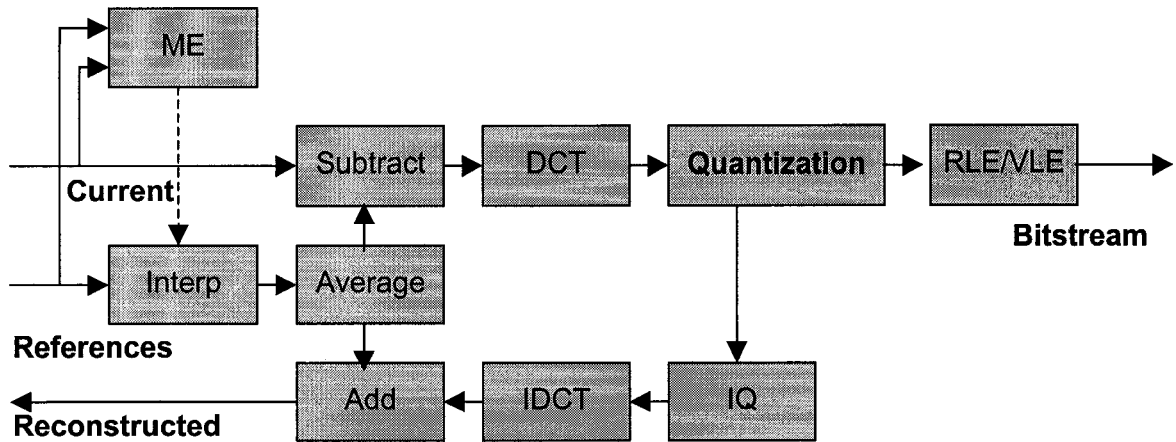 ME
Subtract
DCT
Quantization
RLE/VLE
Current
Bitstream
Interp
Average
References
Add
IDCT
IQ
Reconstructed